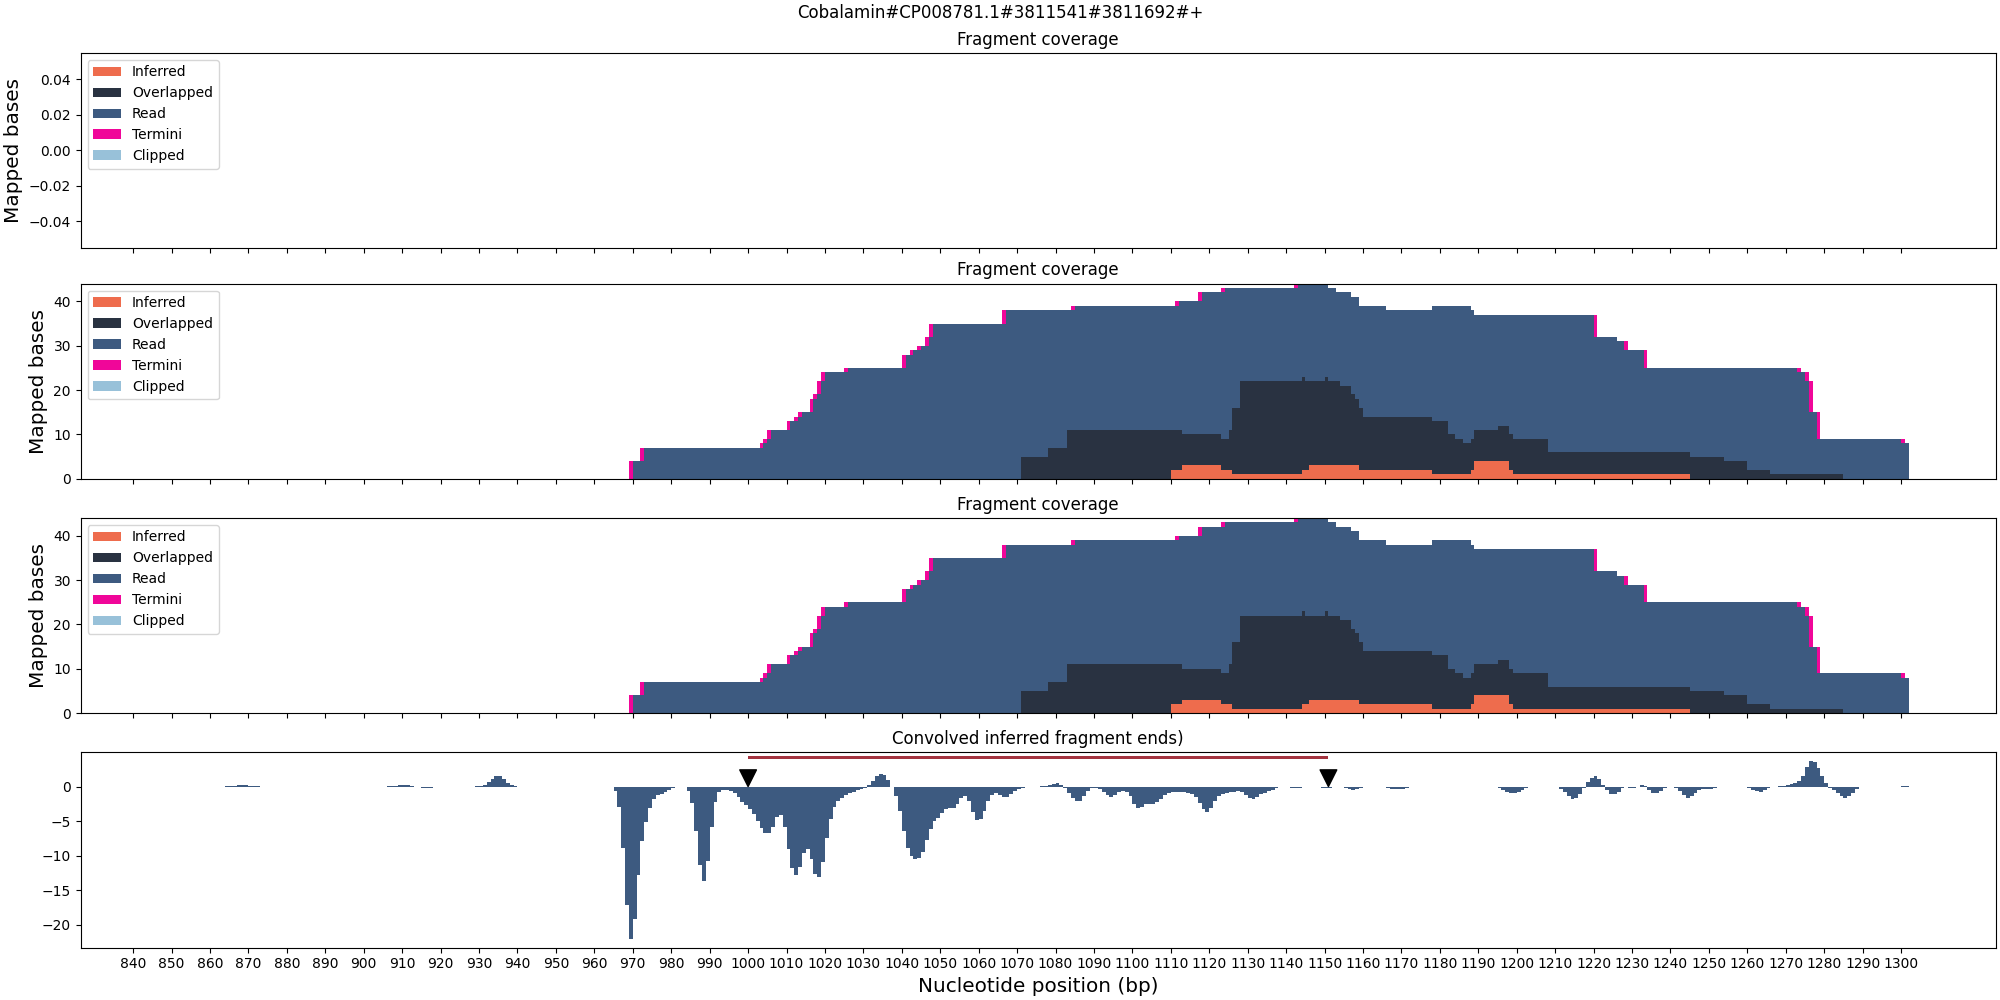 Cobalamin#CP008781.1#3811541#3811692#+
Fragment coverage
Mapped bases
0.04
0.02
0.00
−0.02
−0.04
Inferred
Overlapped
Read
Termini
Clipped
Fragment coverage
Mapped bases
40
30
20
10
0
Inferred
Overlapped
Read
Termini
Clipped
Fragment coverage
Mapped bases
40
30
20
10
0
Inferred
Overlapped
Read
Termini
Clipped
Convolved inferred fragment ends)
0
−5
−10
−15
−20
840 850 860 870 880 890 900 910 920 930 940 950 960 970 980 990 1000 1010 1020 1030 1040 1050 1060 1070 1080 1090 1100 1110 1120 1130 1140 1150 1160 1170 1180 1190 1200 1210 1220 1230 1240 1250 1260 1270 1280 1290 1300
Nucleotide position (bp)